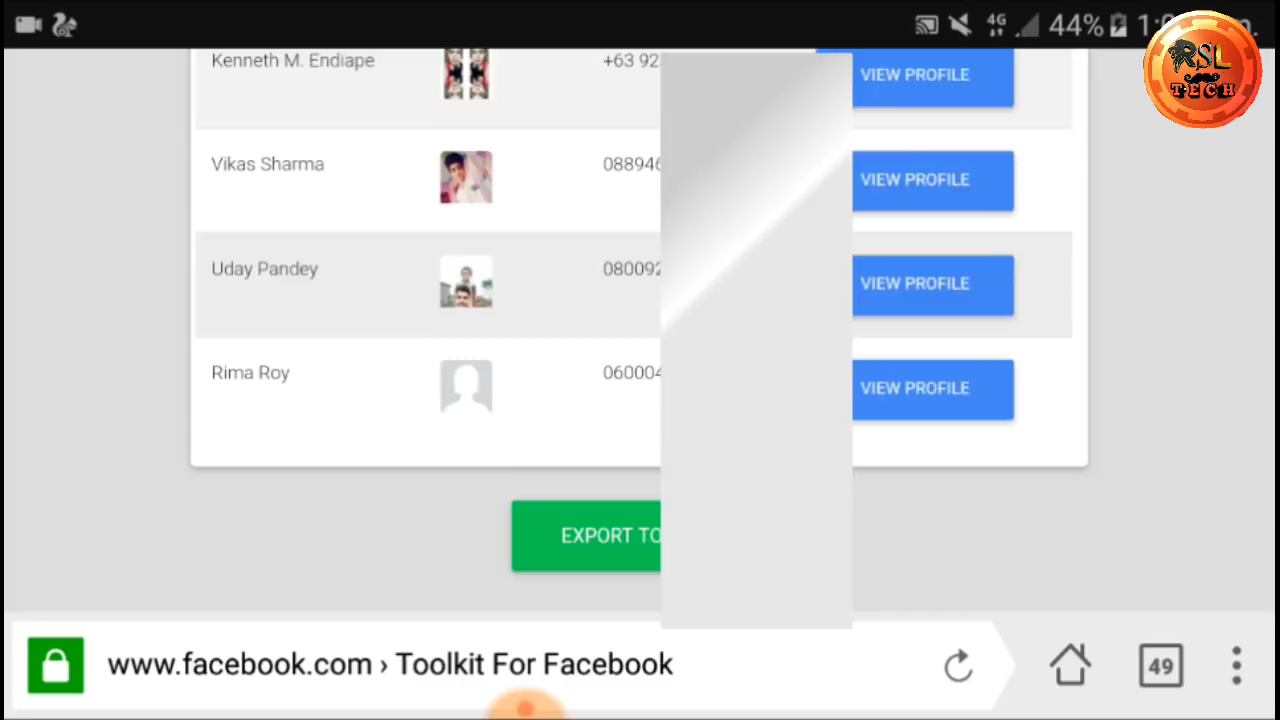 44%
4G
RSL
TECH
Kenneth M. Endiape +63 92 VIEW PROFILE
Vikas Sharma 08894 VIEW PROFILE
Uday Pandey 08009 VIEW PROFILE
Rima Roy 06000 VIEW PROFILE
EXPORT TO
www.facebook.com › Toolkit For Facebook
49